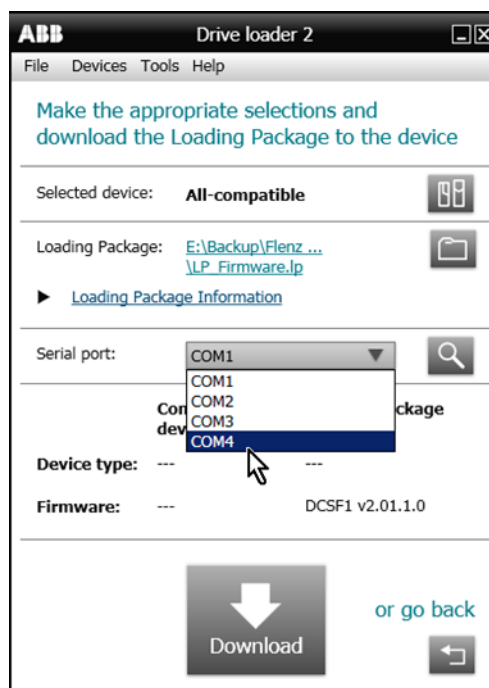 ABB Drive loader 2
File Devices Tools Help
Make the appropriate selections and
download the Loading Package to the device
Selected device: All-compatible
Loading Package: E:\Backup\Flenz ...
\LP_Firmware.lp
Loading Package Information
Serial port: COM1
COM1
COM2
COM3
COM4
Con ckage
dev
Device type: --- ---
Firmware: --- DCSF1 v2.01.1.0
Download
or go back